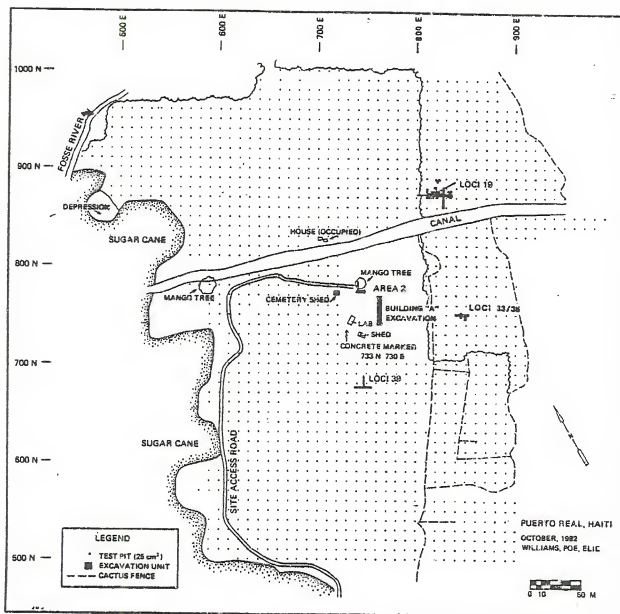 600 E
600 E
700 E
800 E
900 E
1000 N
900 N
800 N
700 N
600 N
500 N
FOSSE RIVER
DEPRESSION
SUGAR CANE
LOCI 19
CANAL
HOUSE (OCCUPIED)
MANGO TREE
MANGO TREE
AREA 2
CEMETERY SHED
BUILDING "A"
EXCAVATION
LOCI 33/35
LAB
SHED
CONCRETE MARKED
733 N 730 E
LOCI 39
SUGAR CANE
SITE ACCESS ROAD
LEGEND
TEST PIT (25 cm²)
EXCAVATION UNIT
CACTUS FENCE
PUERTO REAL, HAITI
OCTOBER, 1982
WILLIAMS, POE, ELIE
0 10 50 M